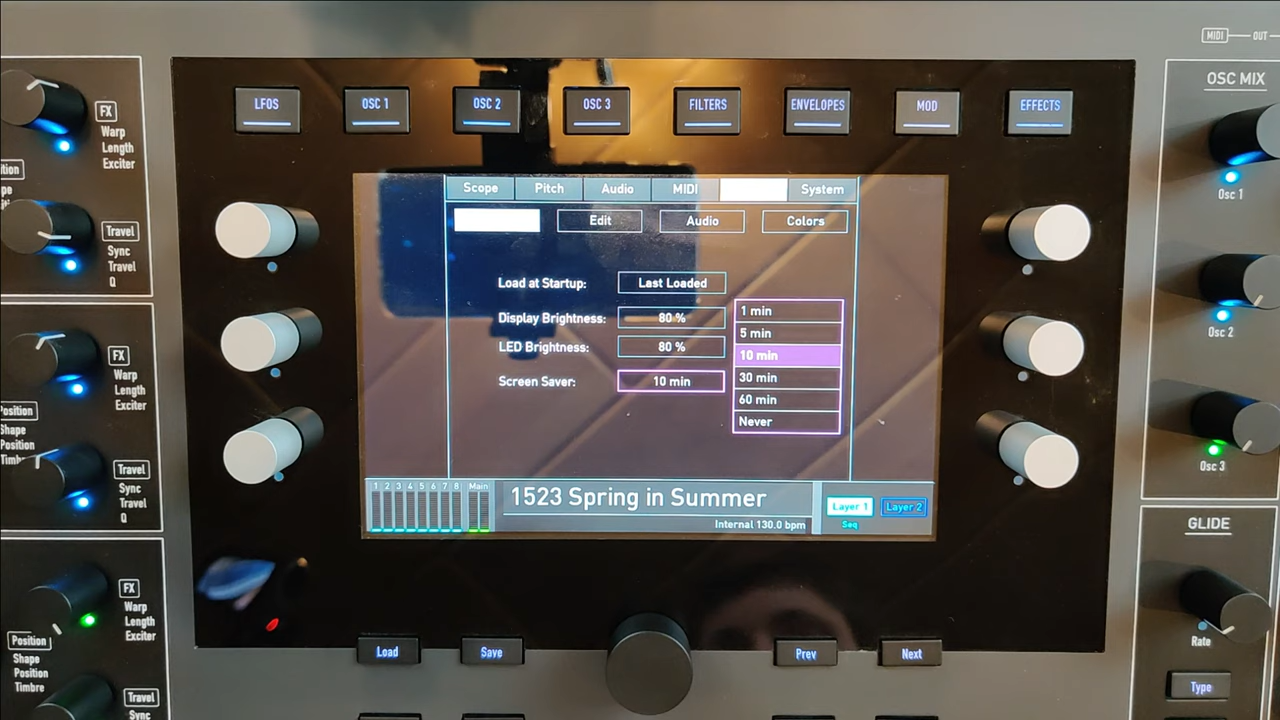 MIDI OUT
LFOS OSC 1 OSC 2 OSC 3 FILTERS ENVELOPES MOD EFFECTS
OSC MIX
FX
Warp
Length
Exciter
Travel
Sync
Travel
Q
Osc 1
Scope Pitch Audio MIDI System
Edit Audio Colors
Load at Startup: Last Loaded
Display Brightness: 80 %
LED Brightness: 80 %
Screen Saver: 10 min
1 min
5 min
10 min
30 min
60 min
Never
FX
Warp
Length
Exciter
Position
Shape
Position
Travel
Sync
Travel
Q
Osc 2
Osc 3
1 2 3 4 5 6 7 8 Main
1523 Spring in Summer
Internal 130.0 bpm
Layer 1 Layer 2
Seq
GLIDE
FX
Warp
Length
Exciter
Position
Shape
Position
Timbre
Travel
Sync
Rate
Type
Load Save Prev Next